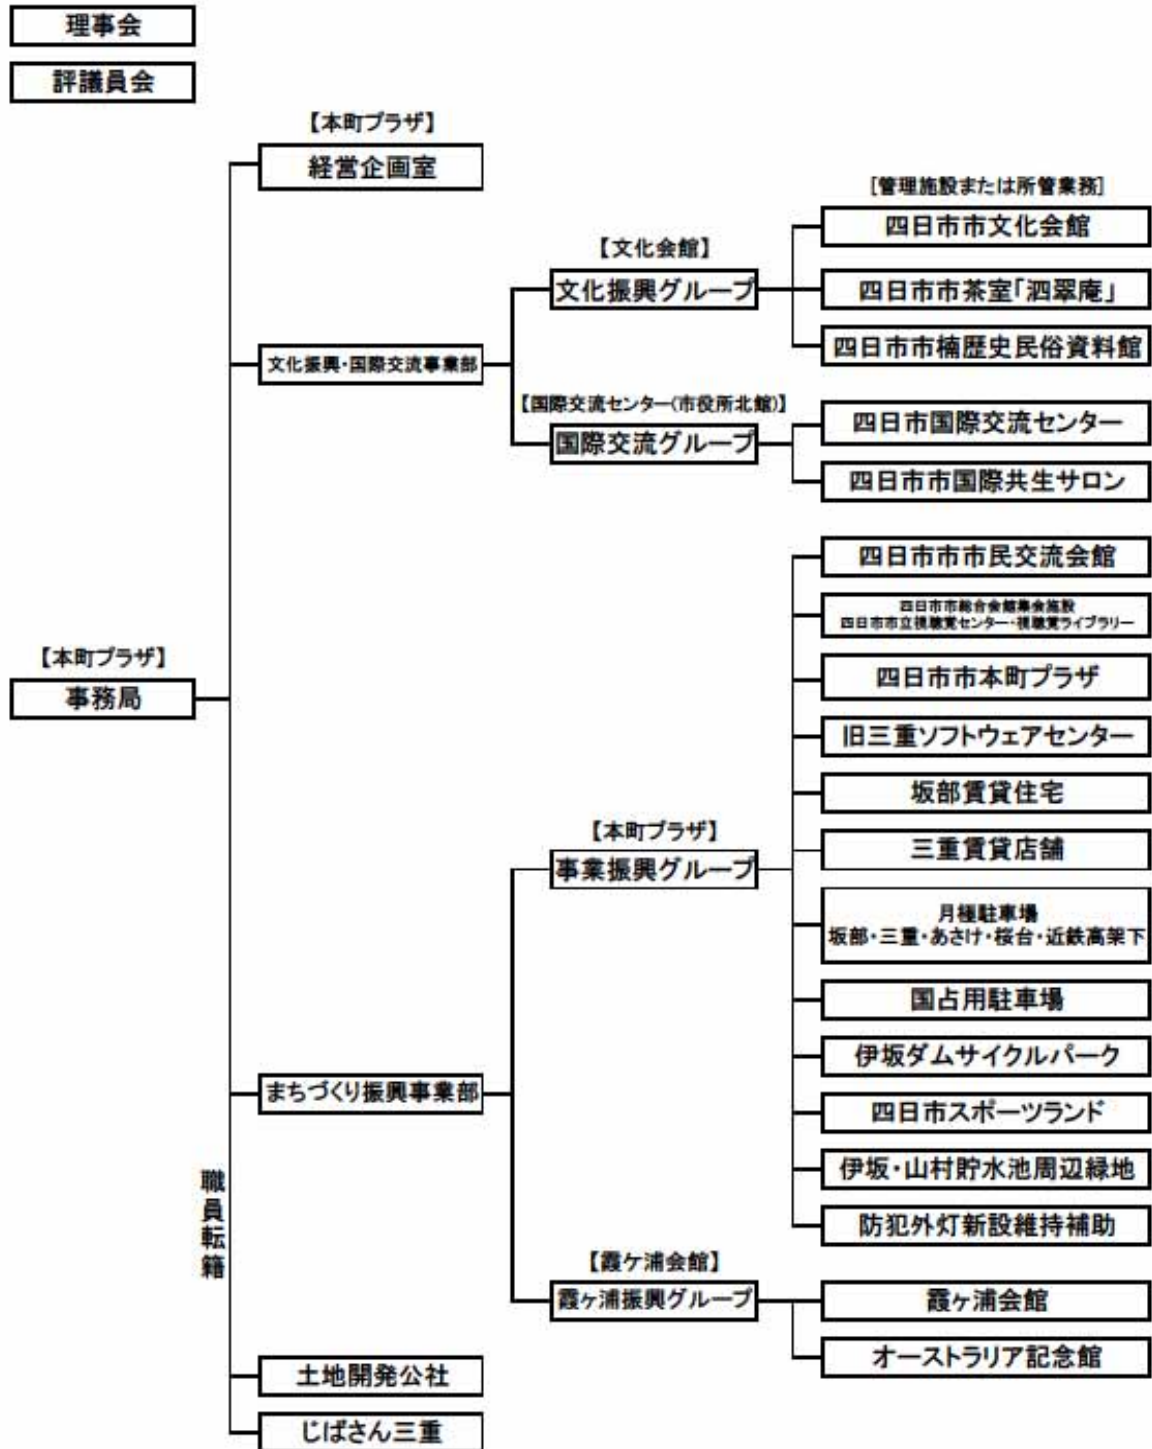 理事会
評議員会
【本町プラザ】
経営企画室
[管理施設または所管業務]
四日市市文化会館
【文化会館】
文化振興グループ
四日市市茶室「泗翠庵」
四日市市楠歴史民俗資料館
文化振興・国際交流事業部
【国際交流センター(市役所北館)】
国際交流グループ
四日市国際交流センター
四日市市国際共生サロン
四日市市市民交流会館
四日市市総合会館集会施設
四日市市立視聴覚センター・視聴覚ライブラリー
【本町プラザ】
事務局
四日市市本町プラザ
旧三重ソフトウェアセンター
坂部賃貸住宅
【本町プラザ】
事業振興グループ
三重賃貸店舗
月極駐車場
坂部・三重・あさけ・桜台・近鉄高架下
国占用駐車場
伊坂ダムサイクルパーク
まちづくり振興事業部
四日市スポーツランド
伊坂・山村貯水池周辺緑地
防犯外灯新設維持補助
職員転籍
【霞ケ浦会館】
霞ヶ浦振興グループ
霞ヶ浦会館
オーストラリア記念館
土地開発公社
じばさん三重